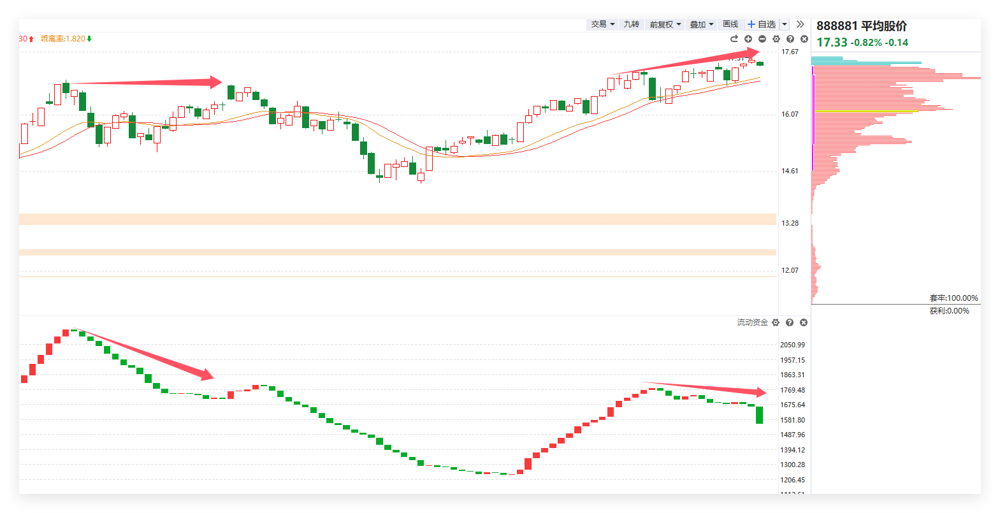 交易 九转 前复权 叠加 画线 自选
888881 平均股价
17.33 -0.82% -0.14
30 乖离率:1.820
17.67
16.07
14.61
13.28
12.07
套牢:100.00%
获利:0.00%
流动资金
2050.99
1957.15
1863.31
1769.48
1675.64
1581.80
1487.96
1394.12
1300.28
1206.45